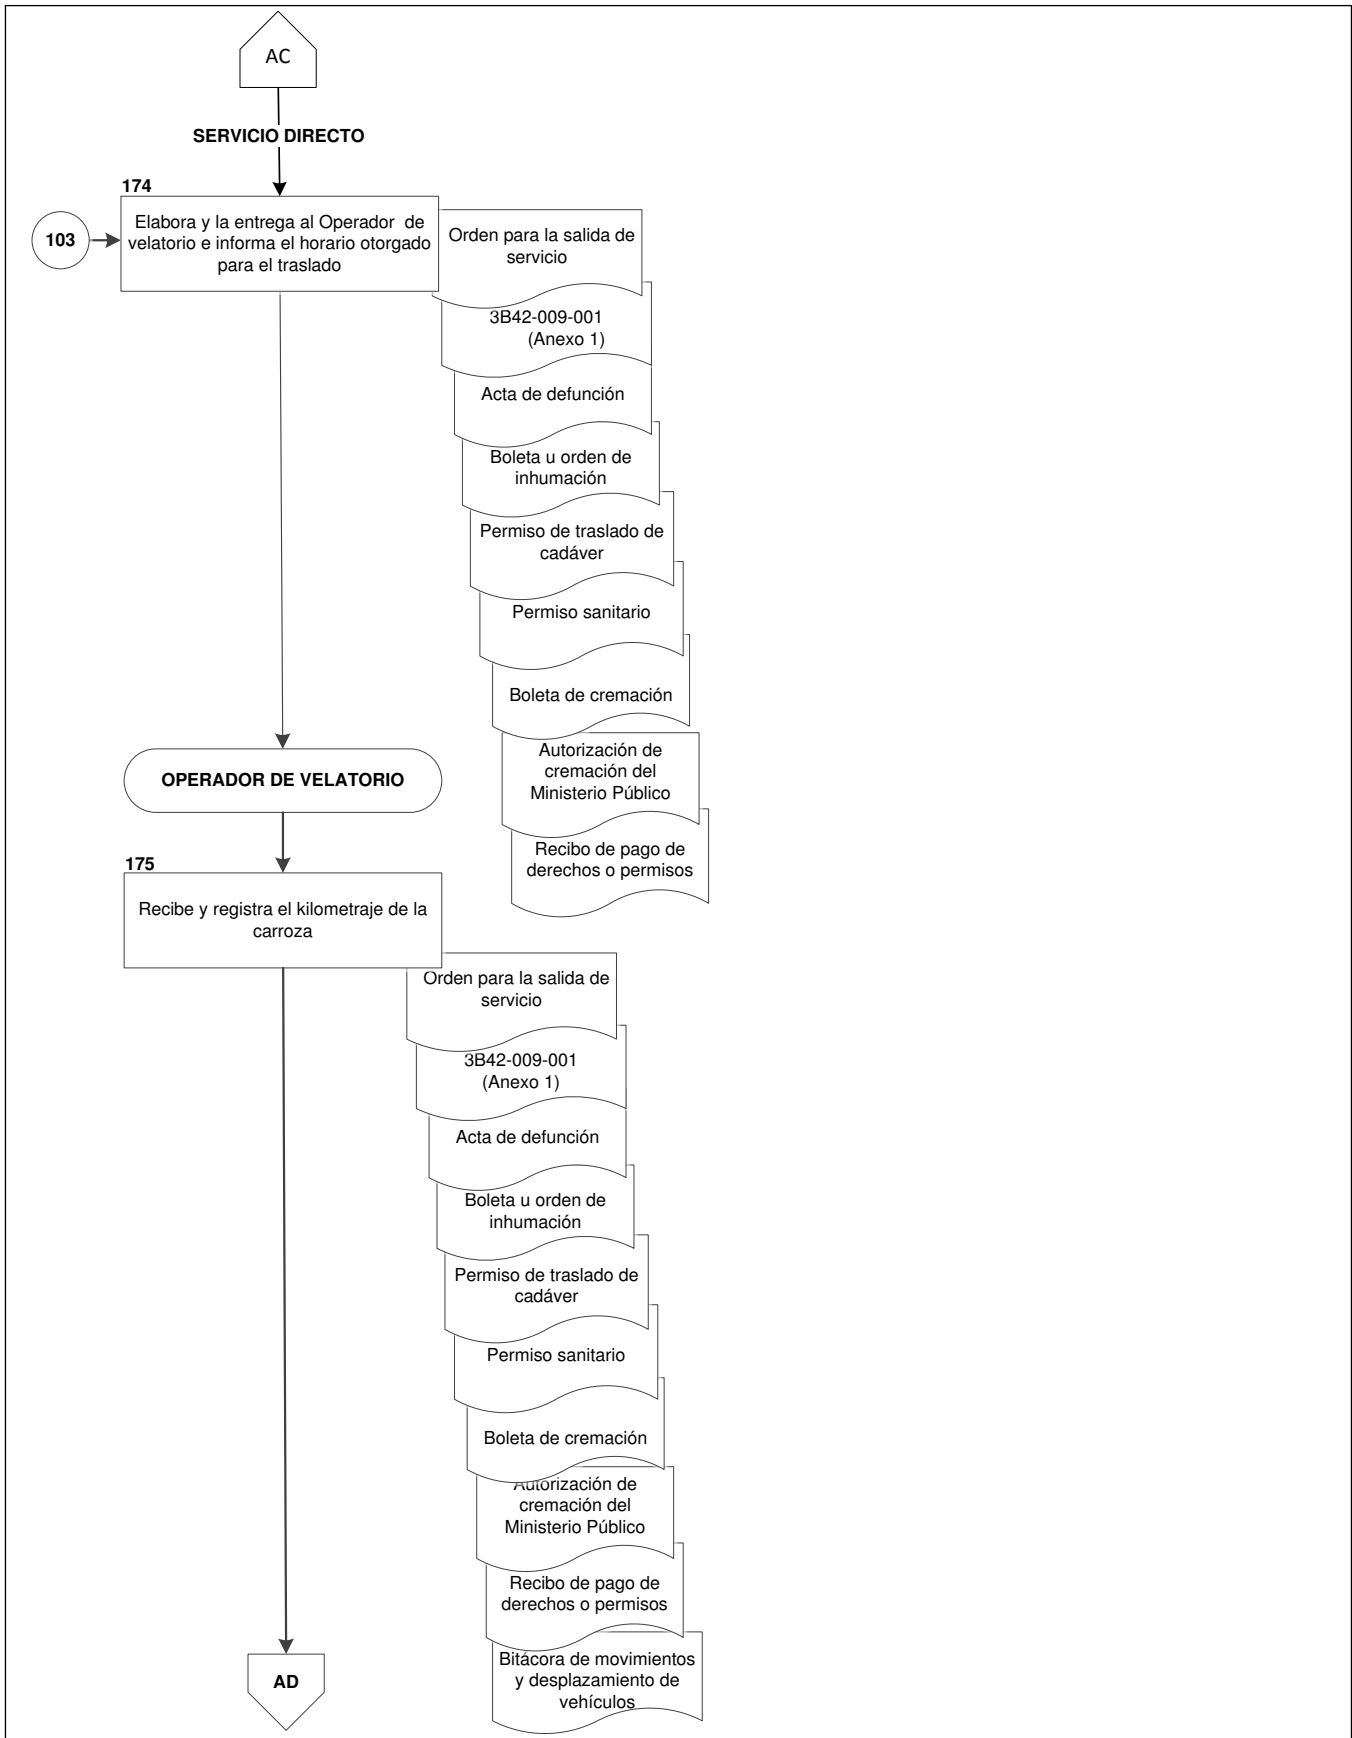 AC
SERVICIO DIRECTO
174
103
Elabora y la entrega al Operador de
velatorio e informa el horario otorgado
para el traslado
Orden para la salida de
servicio
3B42-009-001
(Anexo 1)
Acta de defunción
Boleta u orden de
inhumación
Permiso de traslado de
cadáver
Permiso sanitario
Boleta de cremación
Autorización de
cremación del
Ministerio Público
Recibo de pago de
derechos o permisos
OPERADOR DE VELATORIO
175
Recibe y registra el kilometraje de la
carroza
Orden para la salida de
servicio
3B42-009-001
(Anexo 1)
Acta de defunción
Boleta u orden de
inhumación
Permiso de traslado de
cadáver
Permiso sanitario
Boleta de cremación
Autorización de
cremación del
Ministerio Público
Recibo de pago de
derechos o permisos
Bitácora de movimientos
y desplazamiento de
vehículos
AD